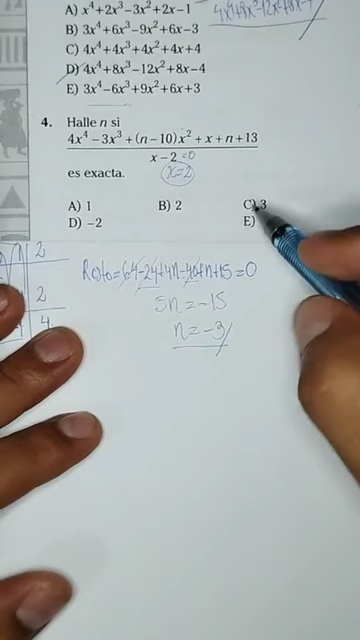 A) x⁴+2x³-3x²+2x-1
B) 3x⁴+6x³-9x²+6x-3
C) 4x⁴+4x³+4x²+4x+4
D) 4x⁴+8x³-12x²+8x-4
E) 3x⁴-6x³+9x²+6x+3
4. Halle n si
4x⁴-3x³+(n-10)x²+x+n+13
x-2=0
es exacta.
x=2
A) 1 B) 2 C) 3
D) -2 E)
2
Resto=64-24+4n-40+n+15=0
2
5n=-15
4
n=-3